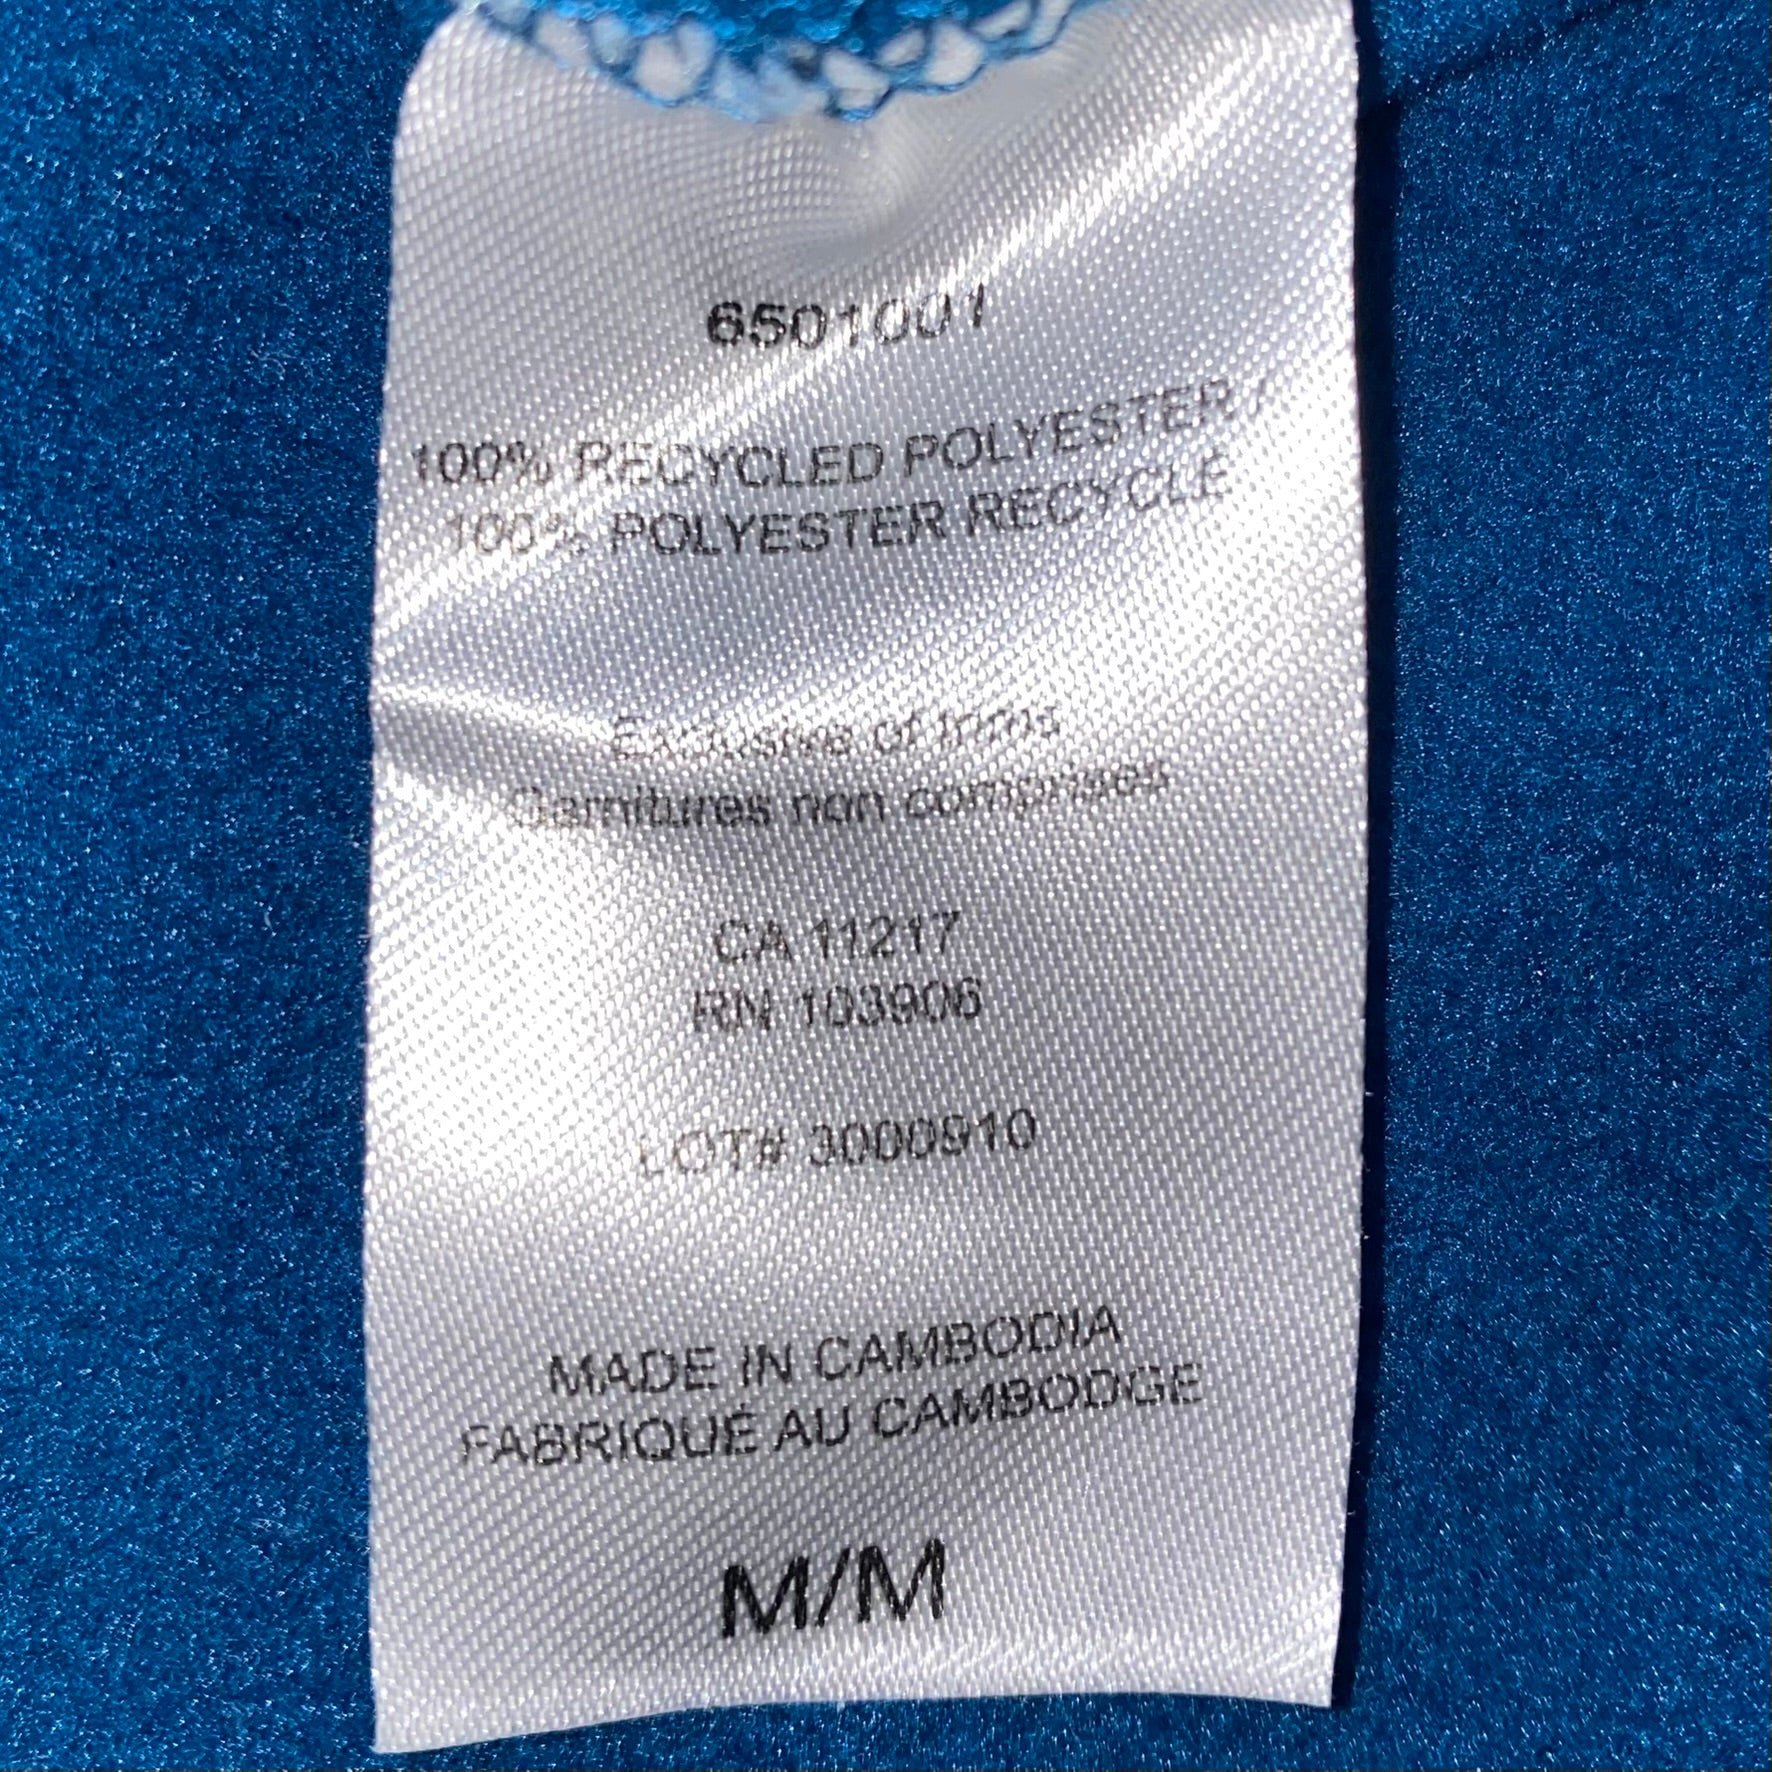 6501001
100% RECYCLED POLYESTER /
100% POLYESTER RECYCLE
Exclusive of trims
Garnitures non comprises
CA 11217
RN 103906
LOT# 3000910
MADE IN CAMBODIA
FABRIQUÉ AU CAMBODGE
M/M